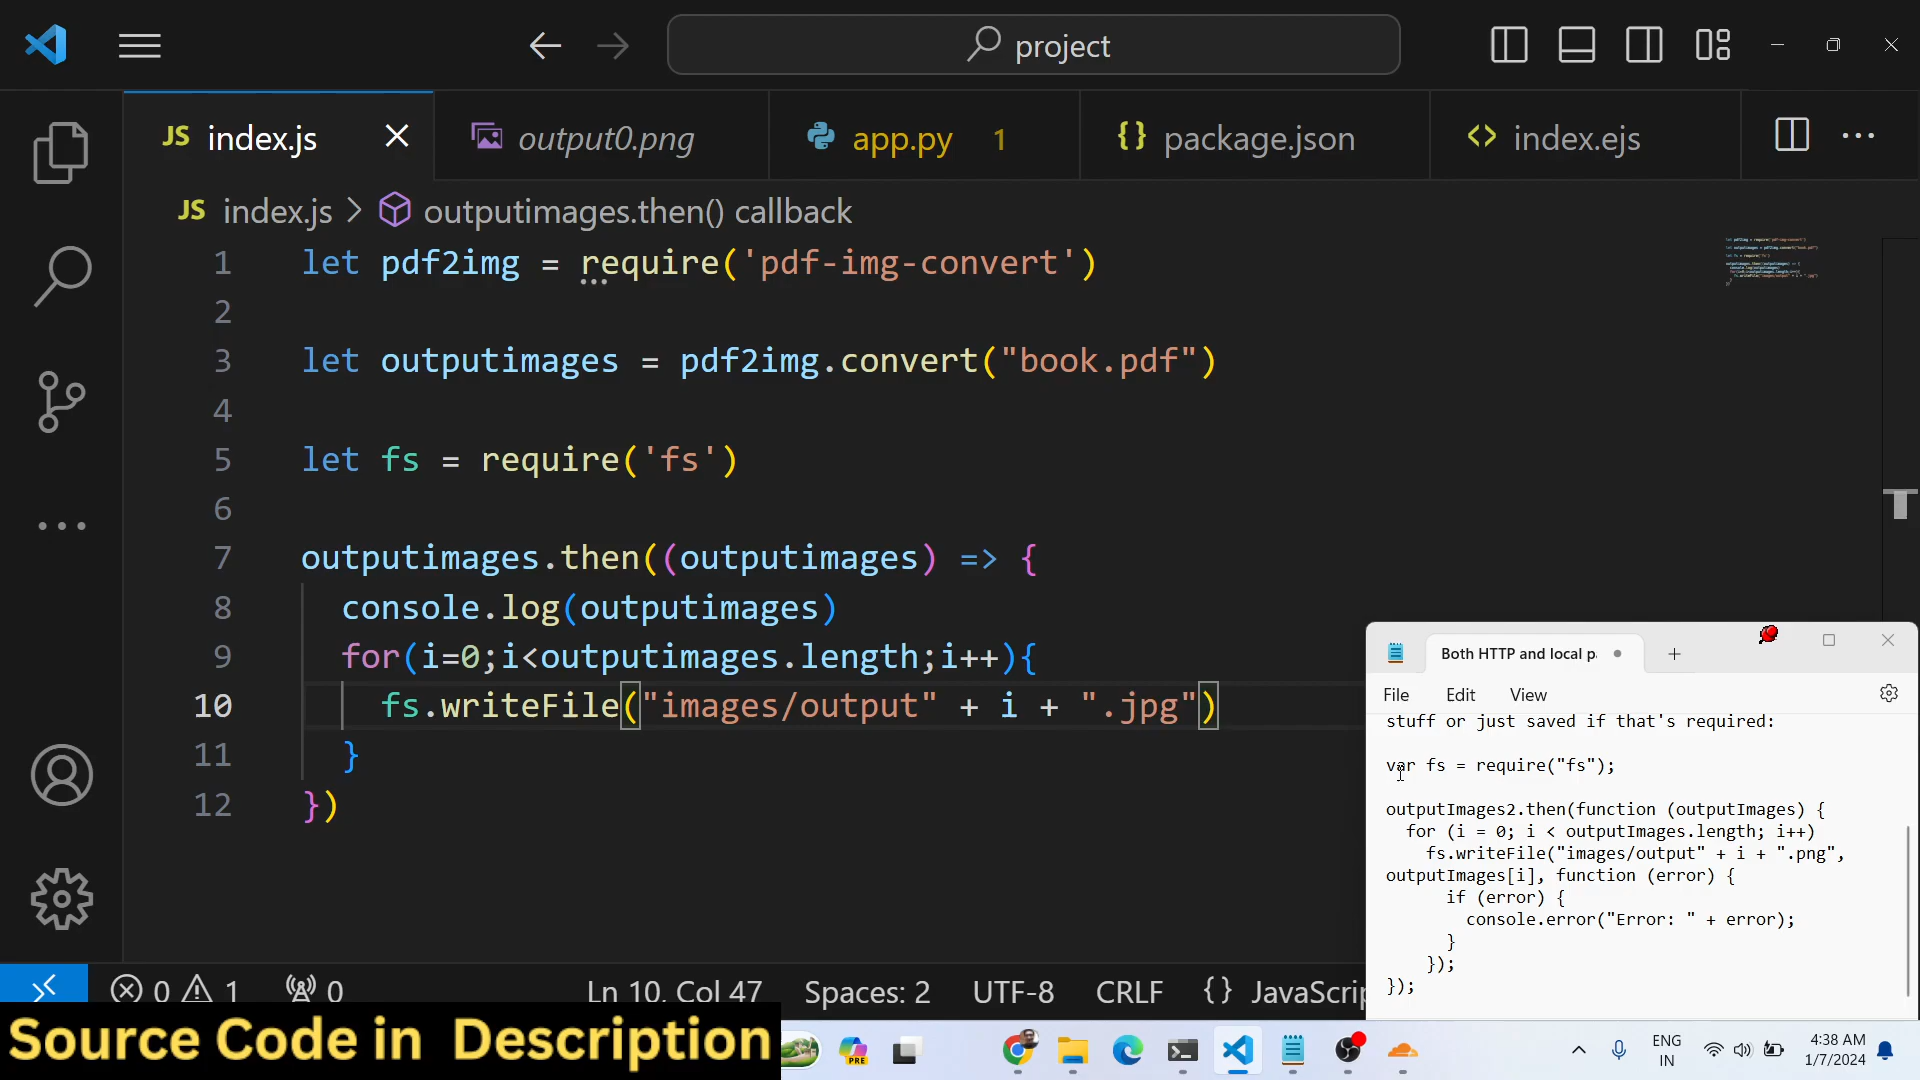 project
JS index.js
output0.png
app.py 1
{} package.json
<> index.ejs
JS index.js > outputimages.then() callback
1 let pdf2img = require('pdf-img-convert')
2
3 let outputimages = pdf2img.convert("book.pdf")
4
5 let fs = require('fs')
6
7 outputimages.then((outputimages) => {
8 console.log(outputimages)
9 for(i=0;i<outputimages.length;i++){
10 fs.writeFile("images/output" + i + ".jpg")
11 }
12 })
Both HTTP and local p
File Edit View
stuff or just saved if that's required:
var fs = require("fs");
outputImages2.then(function (outputImages) {
for (i = 0; i < outputImages.length; i++)
fs.writeFile("images/output" + i + ".png",
outputImages[i], function (error) {
if (error) {
console.error("Error: " + error);
}
});
});
0 1 0 Ln 10, Col 47 Spaces: 2 UTF-8 CRLF {} JavaScrip
Source Code in Description
PRE
ENG
IN
4:38 AM
1/7/2024